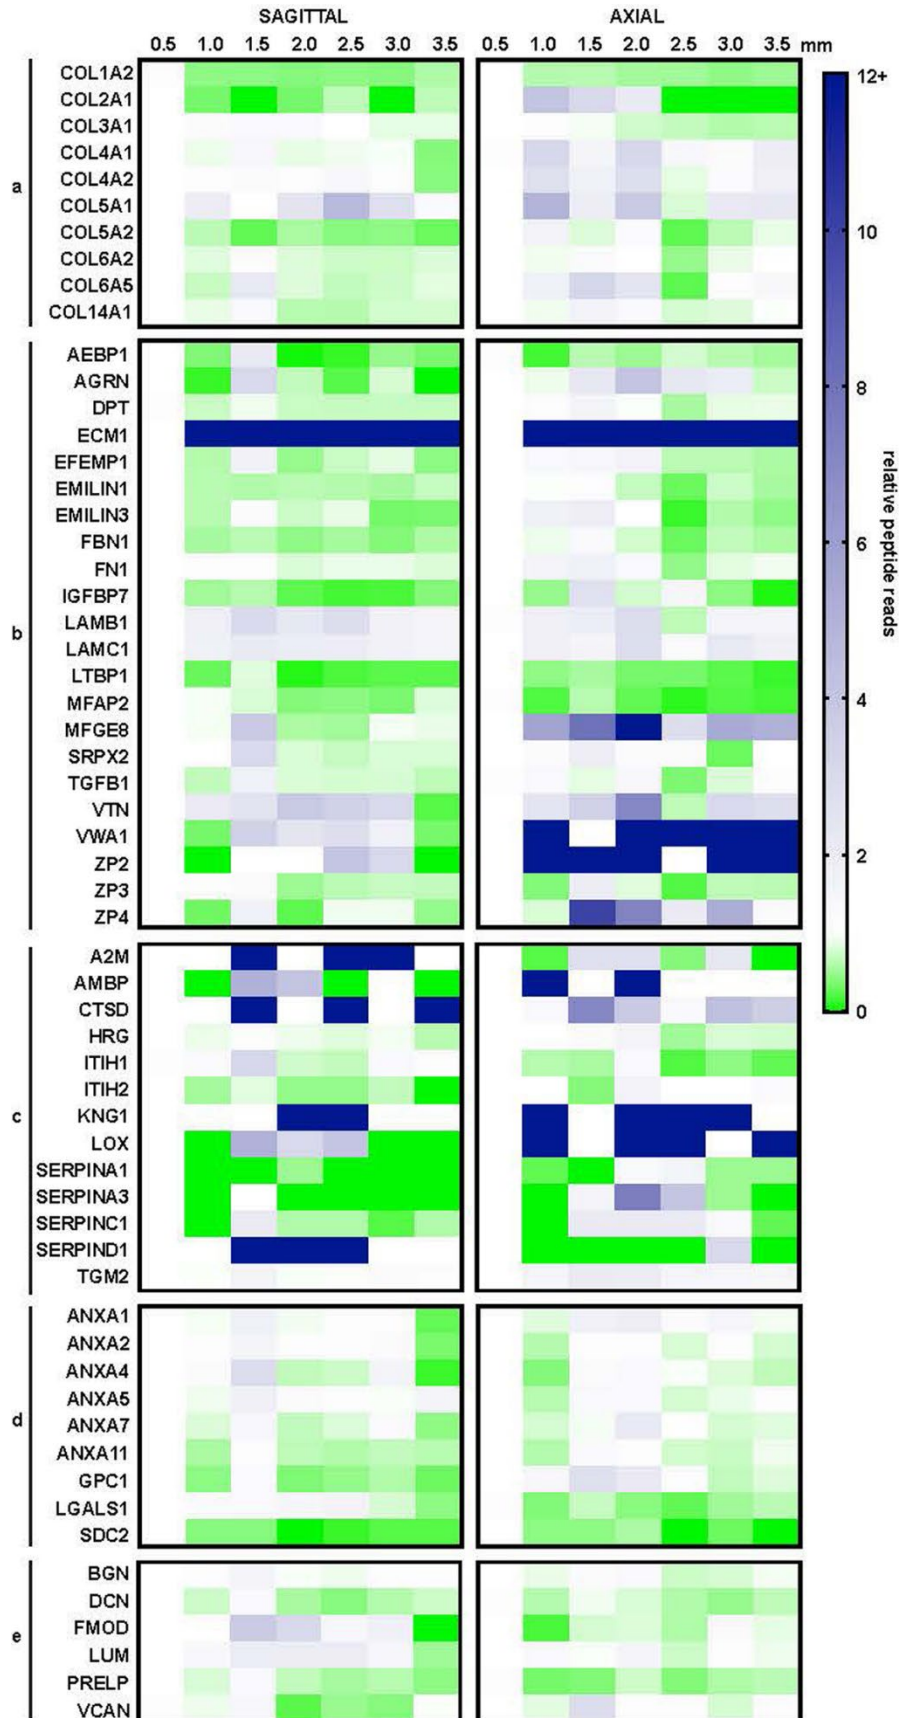 SAGITTAL AXIAL
0.5 1.0 1.5 2.0 2.5 3.0 3.5 0.5 1.0 1.5 2.0 2.5 3.0 3.5 mm
a
COL1A2
COL2A1
COL3A1
COL4A1
COL4A2
COL5A1
COL5A2
COL6A2
COL6A5
COL14A1
b
AEBP1
AGRN
DPT
ECM1
EFEMP1
EMILIN1
EMILIN3
FBN1
FN1
IGFBP7
LAMB1
LAMC1
LTBP1
MFAP2
MFGE8
SRPX2
TGFB1
VTN
VWA1
ZP2
ZP3
ZP4
c
A2M
AMBP
CTSD
HRG
ITIH1
ITIH2
KNG1
LOX
SERPINA1
SERPINA3
SERPINC1
SERPIND1
TGM2
d
ANXA1
ANXA2
ANXA4
ANXA5
ANXA7
ANXA11
GPC1
LGALS1
SDC2
e
BGN
DCN
FMOD
LUM
PRELP
VCAN
12+
10
8
6
4
2
0
relative peptide reads